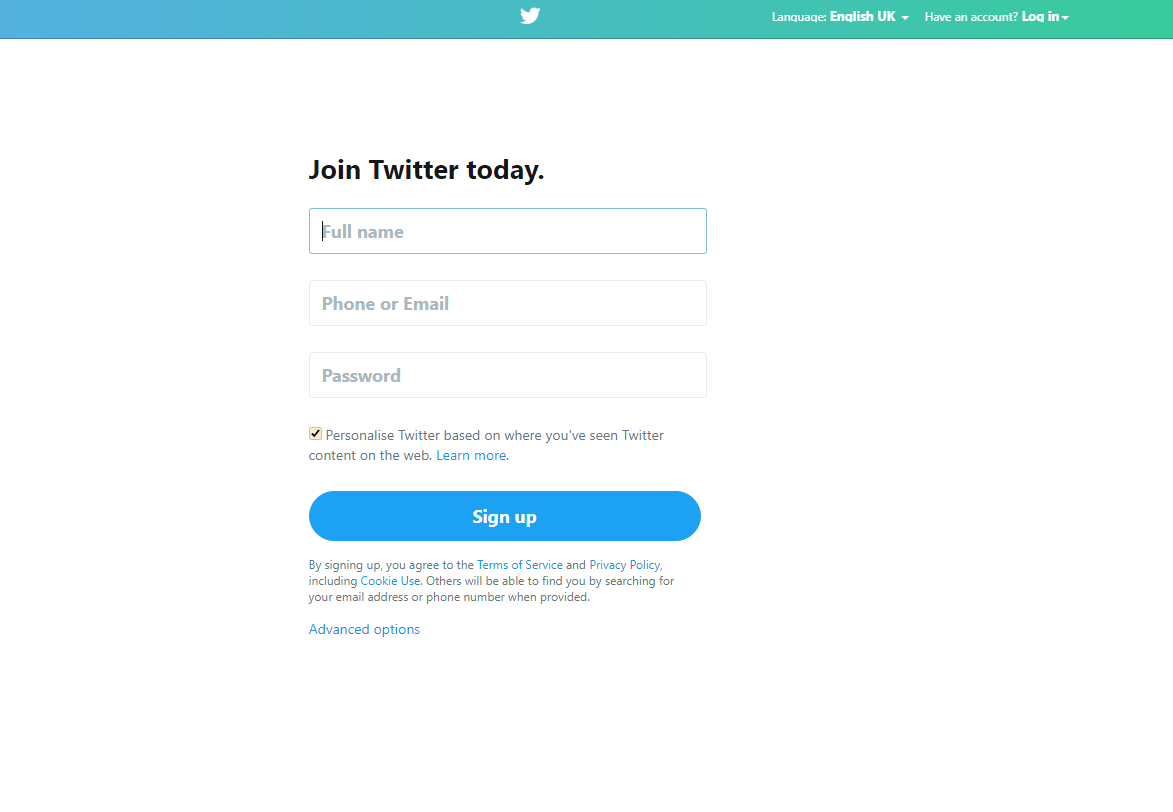 Language: English UK Have an account? Log in
Join Twitter today.
Full name
Phone or Email
Password
Personalise Twitter based on where you've seen Twitter
content on the web. Learn more.
Sign up
By signing up, you agree to the Terms of Service and Privacy Policy,
including Cookie Use. Others will be able to find you by searching for
your email address or phone number when provided.
Advanced options